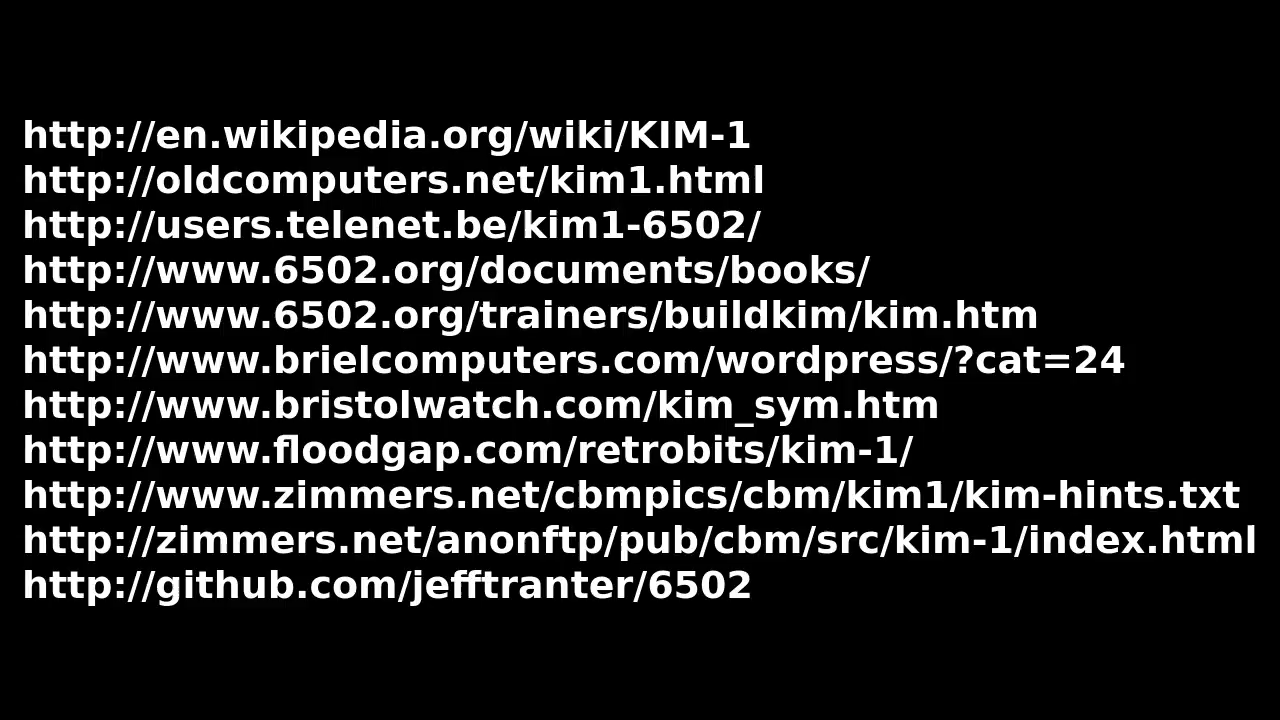 http://en.wikipedia.org/wiki/KIM-1
http://oldcomputers.net/kim1.html
http://users.telenet.be/kim1-6502/
http://www.6502.org/documents/books/
http://www.6502.org/trainers/buildkim/kim.htm
http://www.brielcomputers.com/wordpress/?cat=24
http://www.bristolwatch.com/kim_sym.htm
http://www.floodgap.com/retrobits/kim-1/
http://www.zimmers.net/cbmpics/cbm/kim1/kim-hints.txt
http://zimmers.net/anonftp/pub/cbm/src/kim-1/index.html
http://github.com/jefftranter/6502